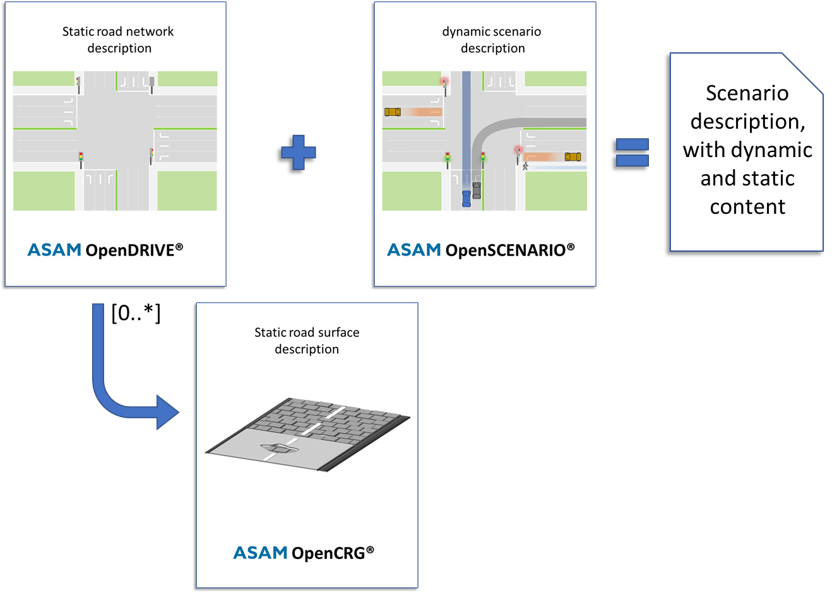 Static road network
description
ASAM OpenDRIVE®
+
dynamic scenario
description
ASAM OpenSCENARIO®
=
Scenario
description,
with dynamic
and static
content
[0..*]
Static road surface
description
ASAM OpenCRG®